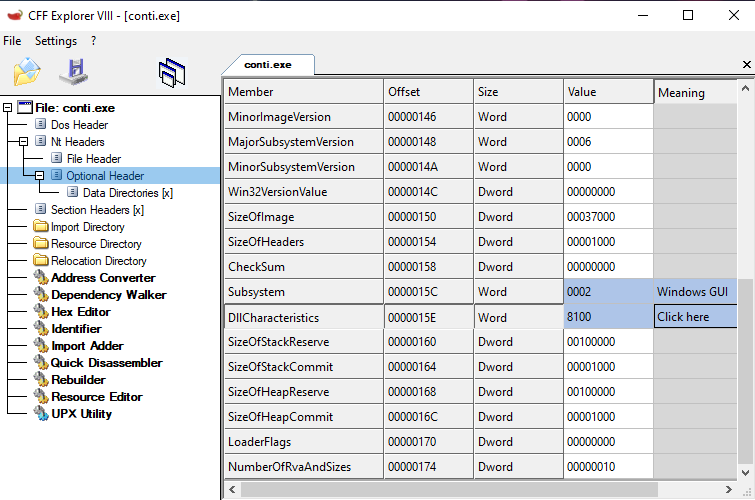 CFF Explorer VIII - [conti.exe]
File Settings ?
conti.exe
File: conti.exe
Dos Header
Nt Headers
File Header
Optional Header
Data Directories [x]
Section Headers [x]
Import Directory
Resource Directory
Relocation Directory
Address Converter
Dependency Walker
Hex Editor
Identifier
Import Adder
Quick Disassembler
Rebuilder
Resource Editor
UPX Utility
Member Offset Size Value Meaning
MinorImageVersion 00000146 Word 0000
MajorSubsystemVersion 00000148 Word 0006
MinorSubsystemVersion 0000014A Word 0000
Win32VersionValue 0000014C Dword 00000000
SizeOfImage 00000150 Dword 00037000
SizeOfHeaders 00000154 Dword 00001000
CheckSum 00000158 Dword 00000000
Subsystem 0000015C Word 0002 Windows GUI
DllCharacteristics 0000015E Word 8100 Click here
SizeOfStackReserve 00000160 Dword 00100000
SizeOfStackCommit 00000164 Dword 00001000
SizeOfHeapReserve 00000168 Dword 00100000
SizeOfHeapCommit 0000016C Dword 00001000
LoaderFlags 00000170 Dword 00000000
NumberOfRvaAndSizes 00000174 Dword 00000010